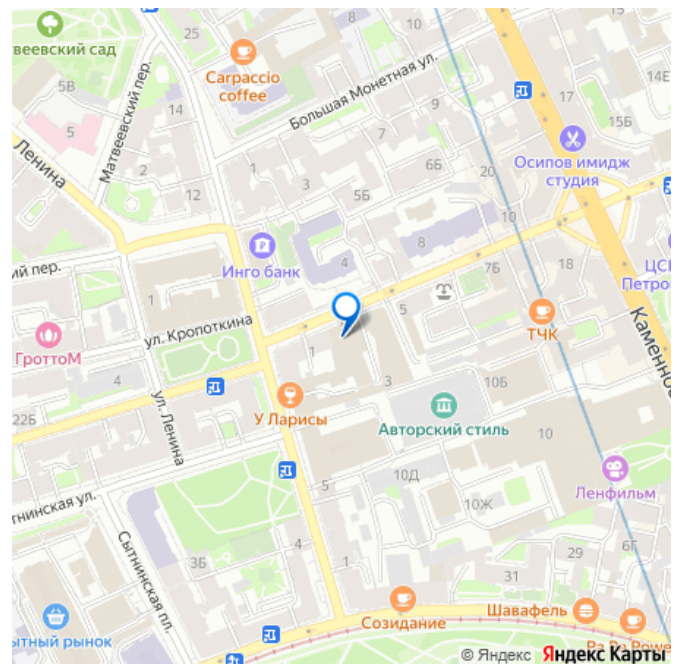 25
8
10
14Е
твеевский сад
Carpaccio
coffee
Большая Монетная ул.
17
15Б
5В
Матвеевский пер.
14
7
9
5
Осипов имидж
студия
Ленина
2
1
3
6Б
20
12
5Б
10
Инго банк
4
8
7Б
18
ЦСК
Петро
ий пер.
1
ул. Кропоткина
5
ТЧК
ГроттоМ
1
Каменноо
4
3
10Б
22Б
ул. Ленина
У Ларисы
Авторский стиль
10
10Д
Ленфильм
тнинская ул.
5
10Ж
Сытнинская пл.
3Б
4
1
29
6Г
31
Шавафель
ытный рынок
Созидание
© Яндекс Яндекс Карты